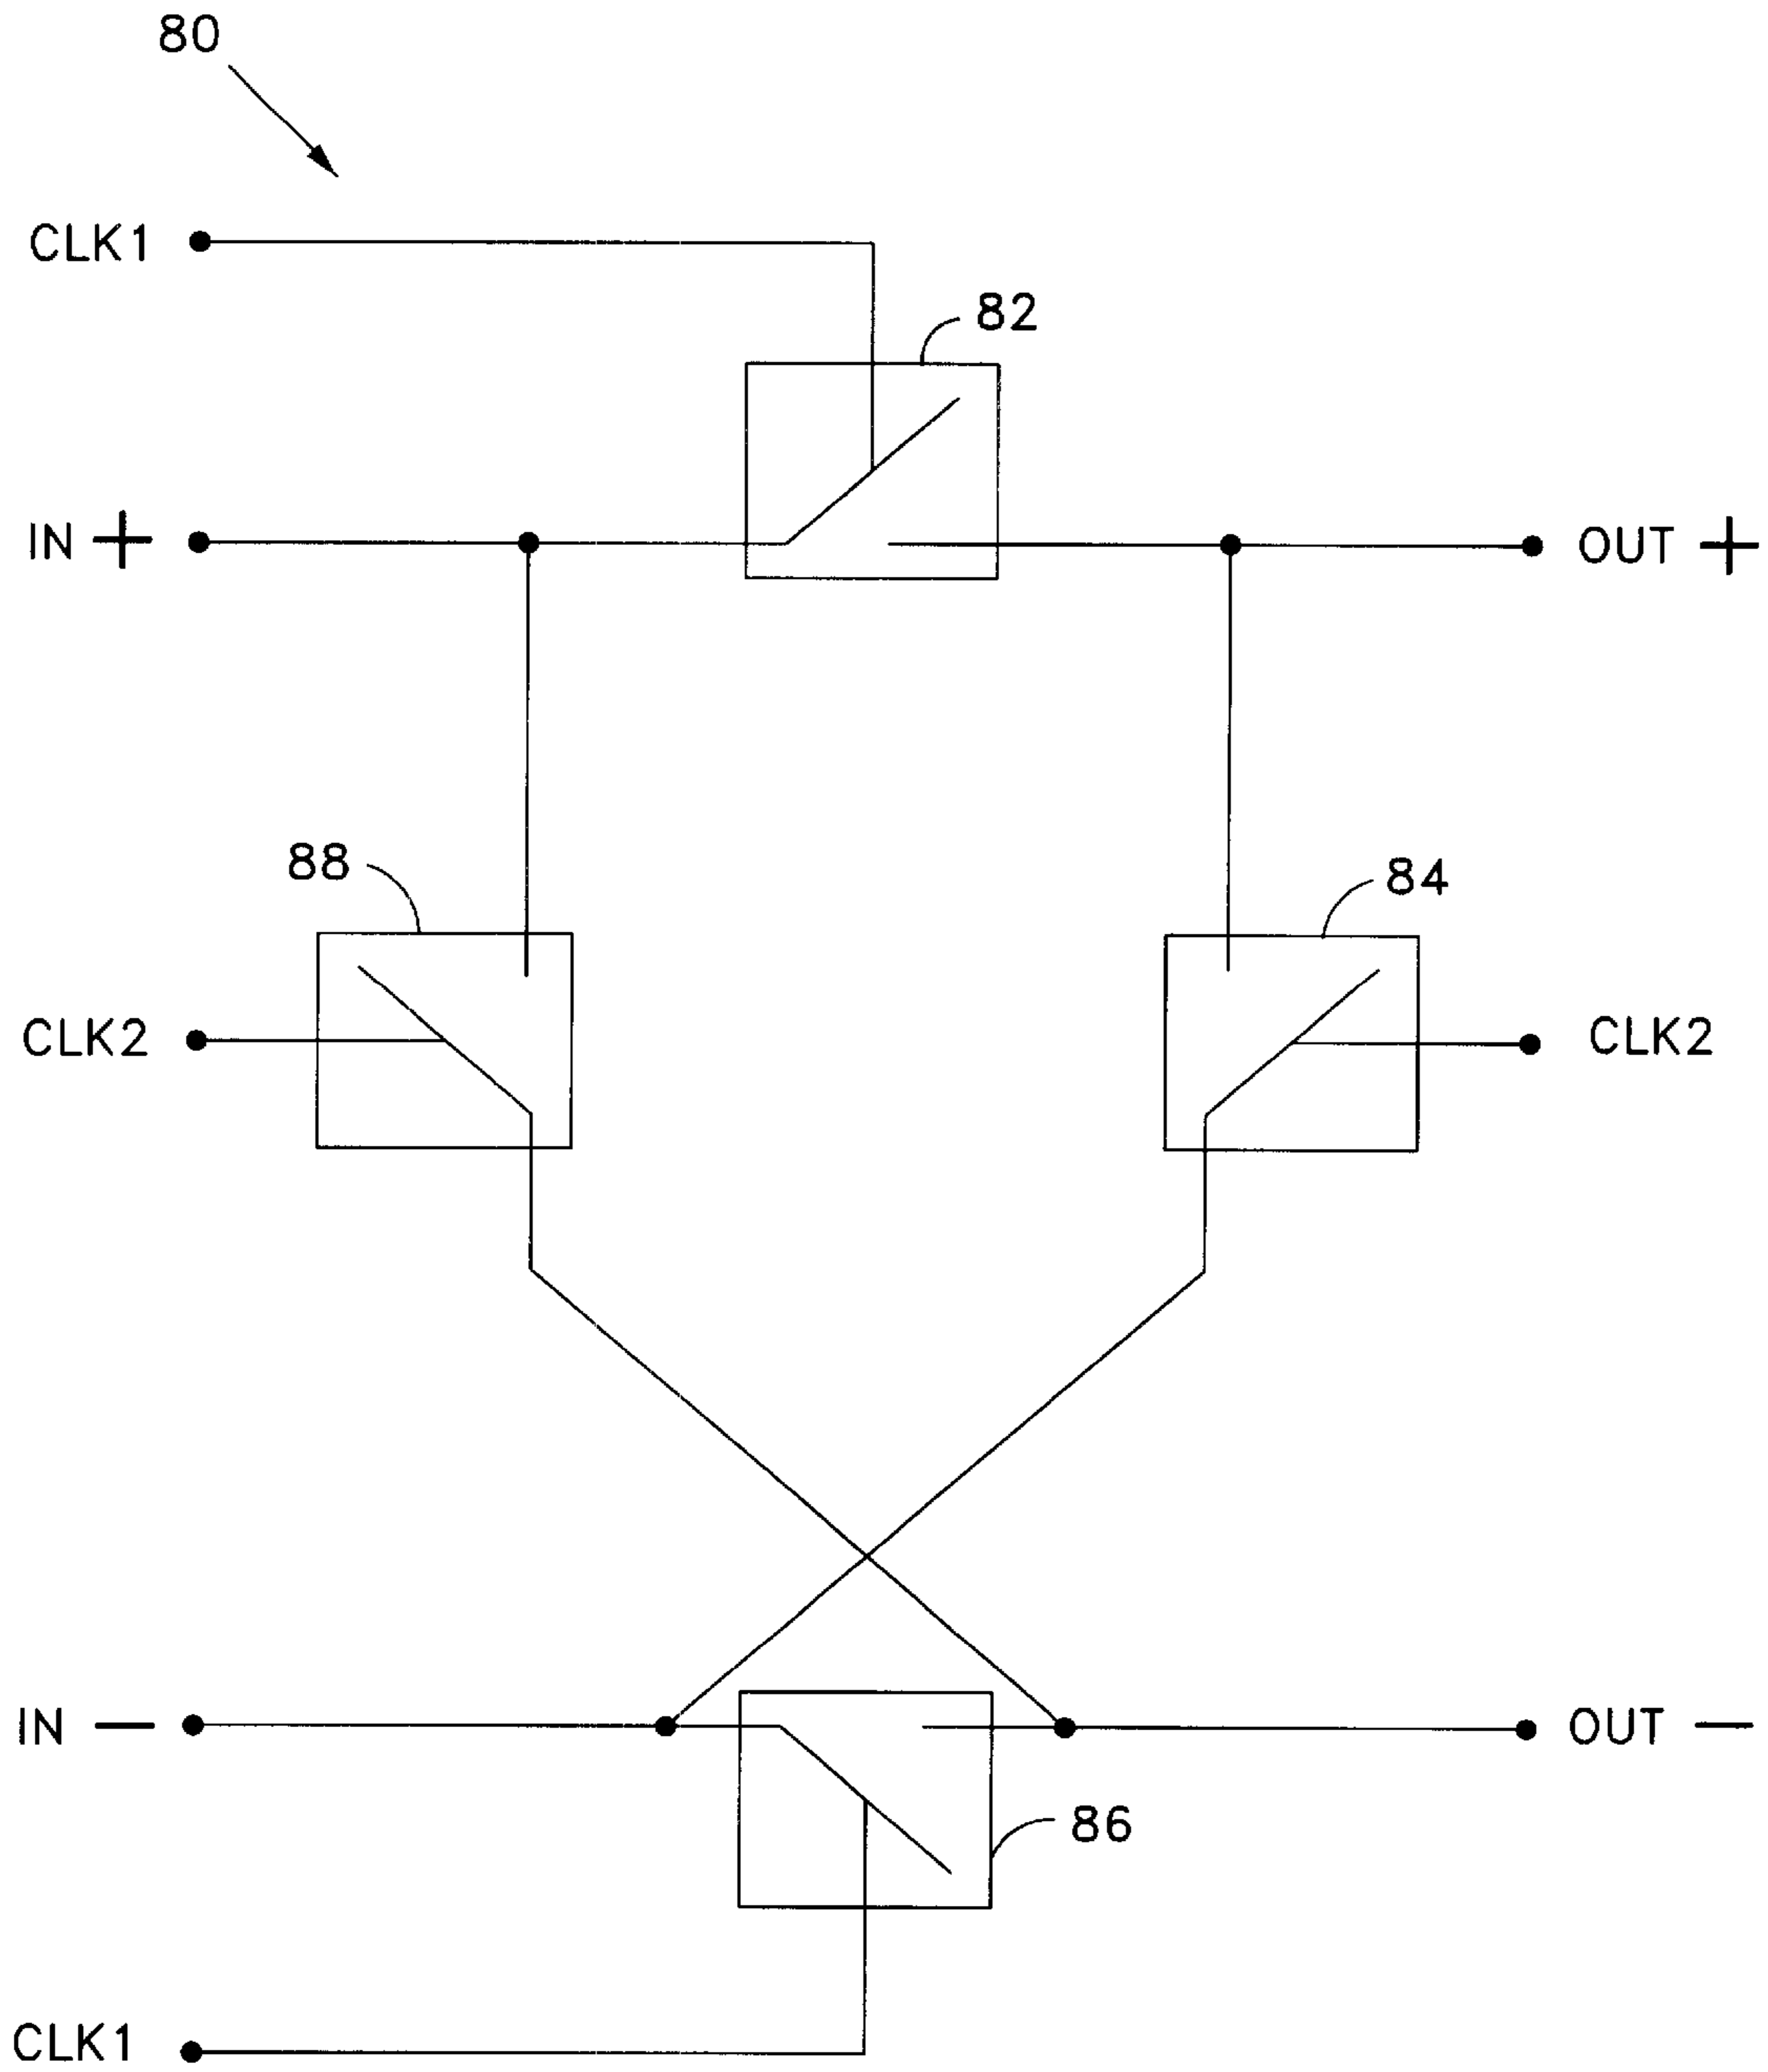 80
CLK1
82
IN +
OUT +
88
84
CLK2
CLK2
IN —
OUT —
86
CLK1